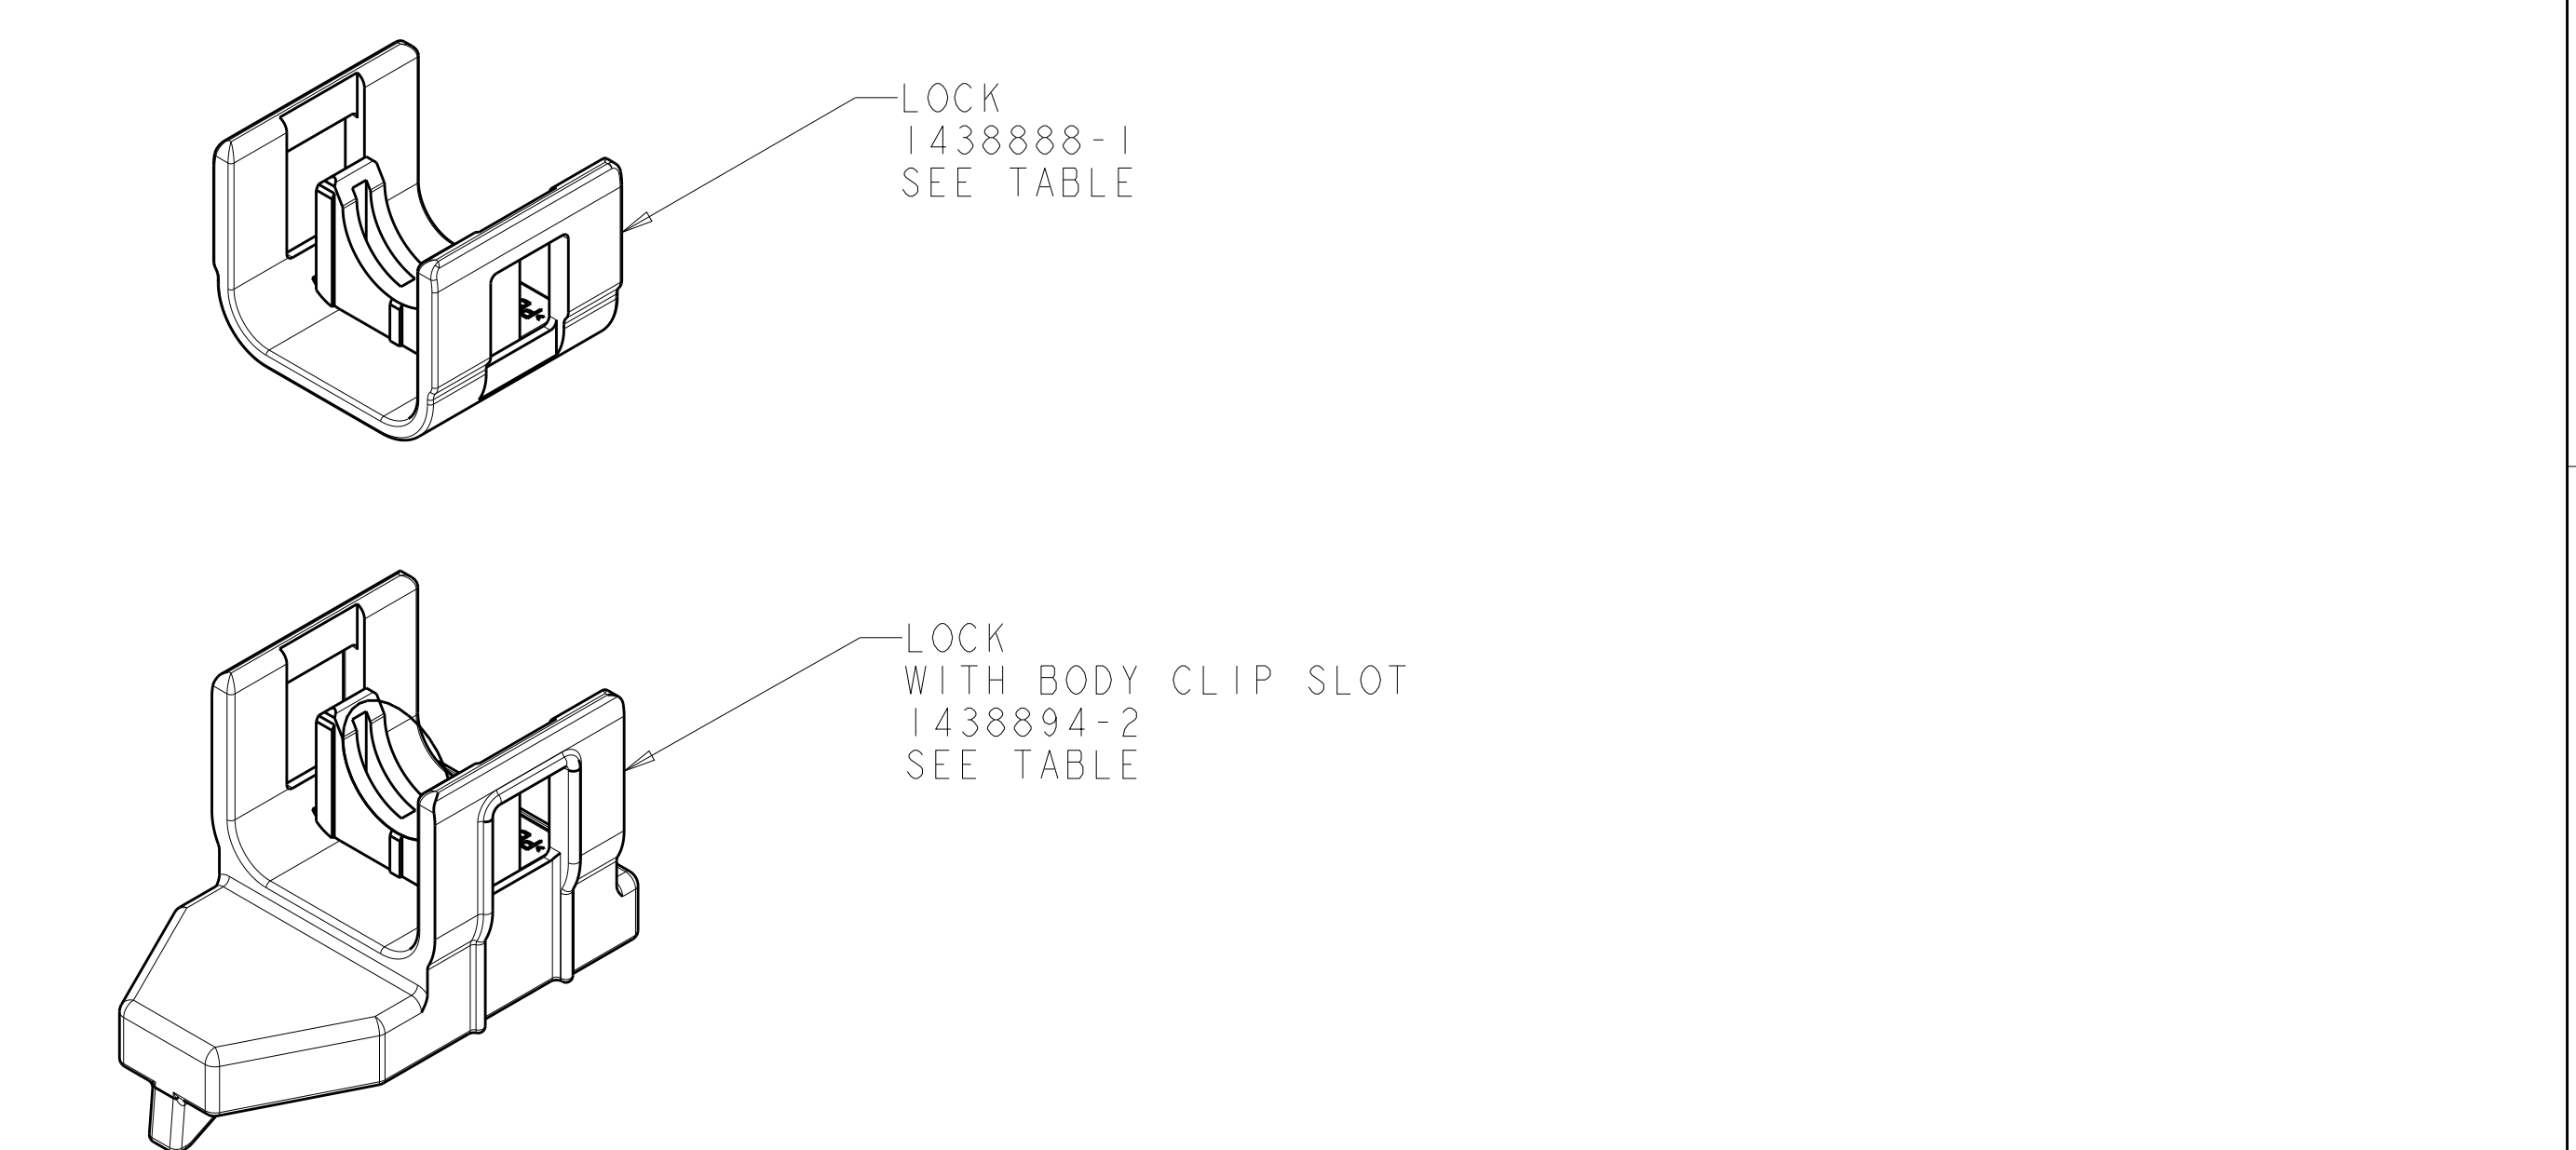 LOCK
1438888-1
SEE TABLE
LOCK
WITH BODY CLIP SLOT
1438894-2
SEE TABLE